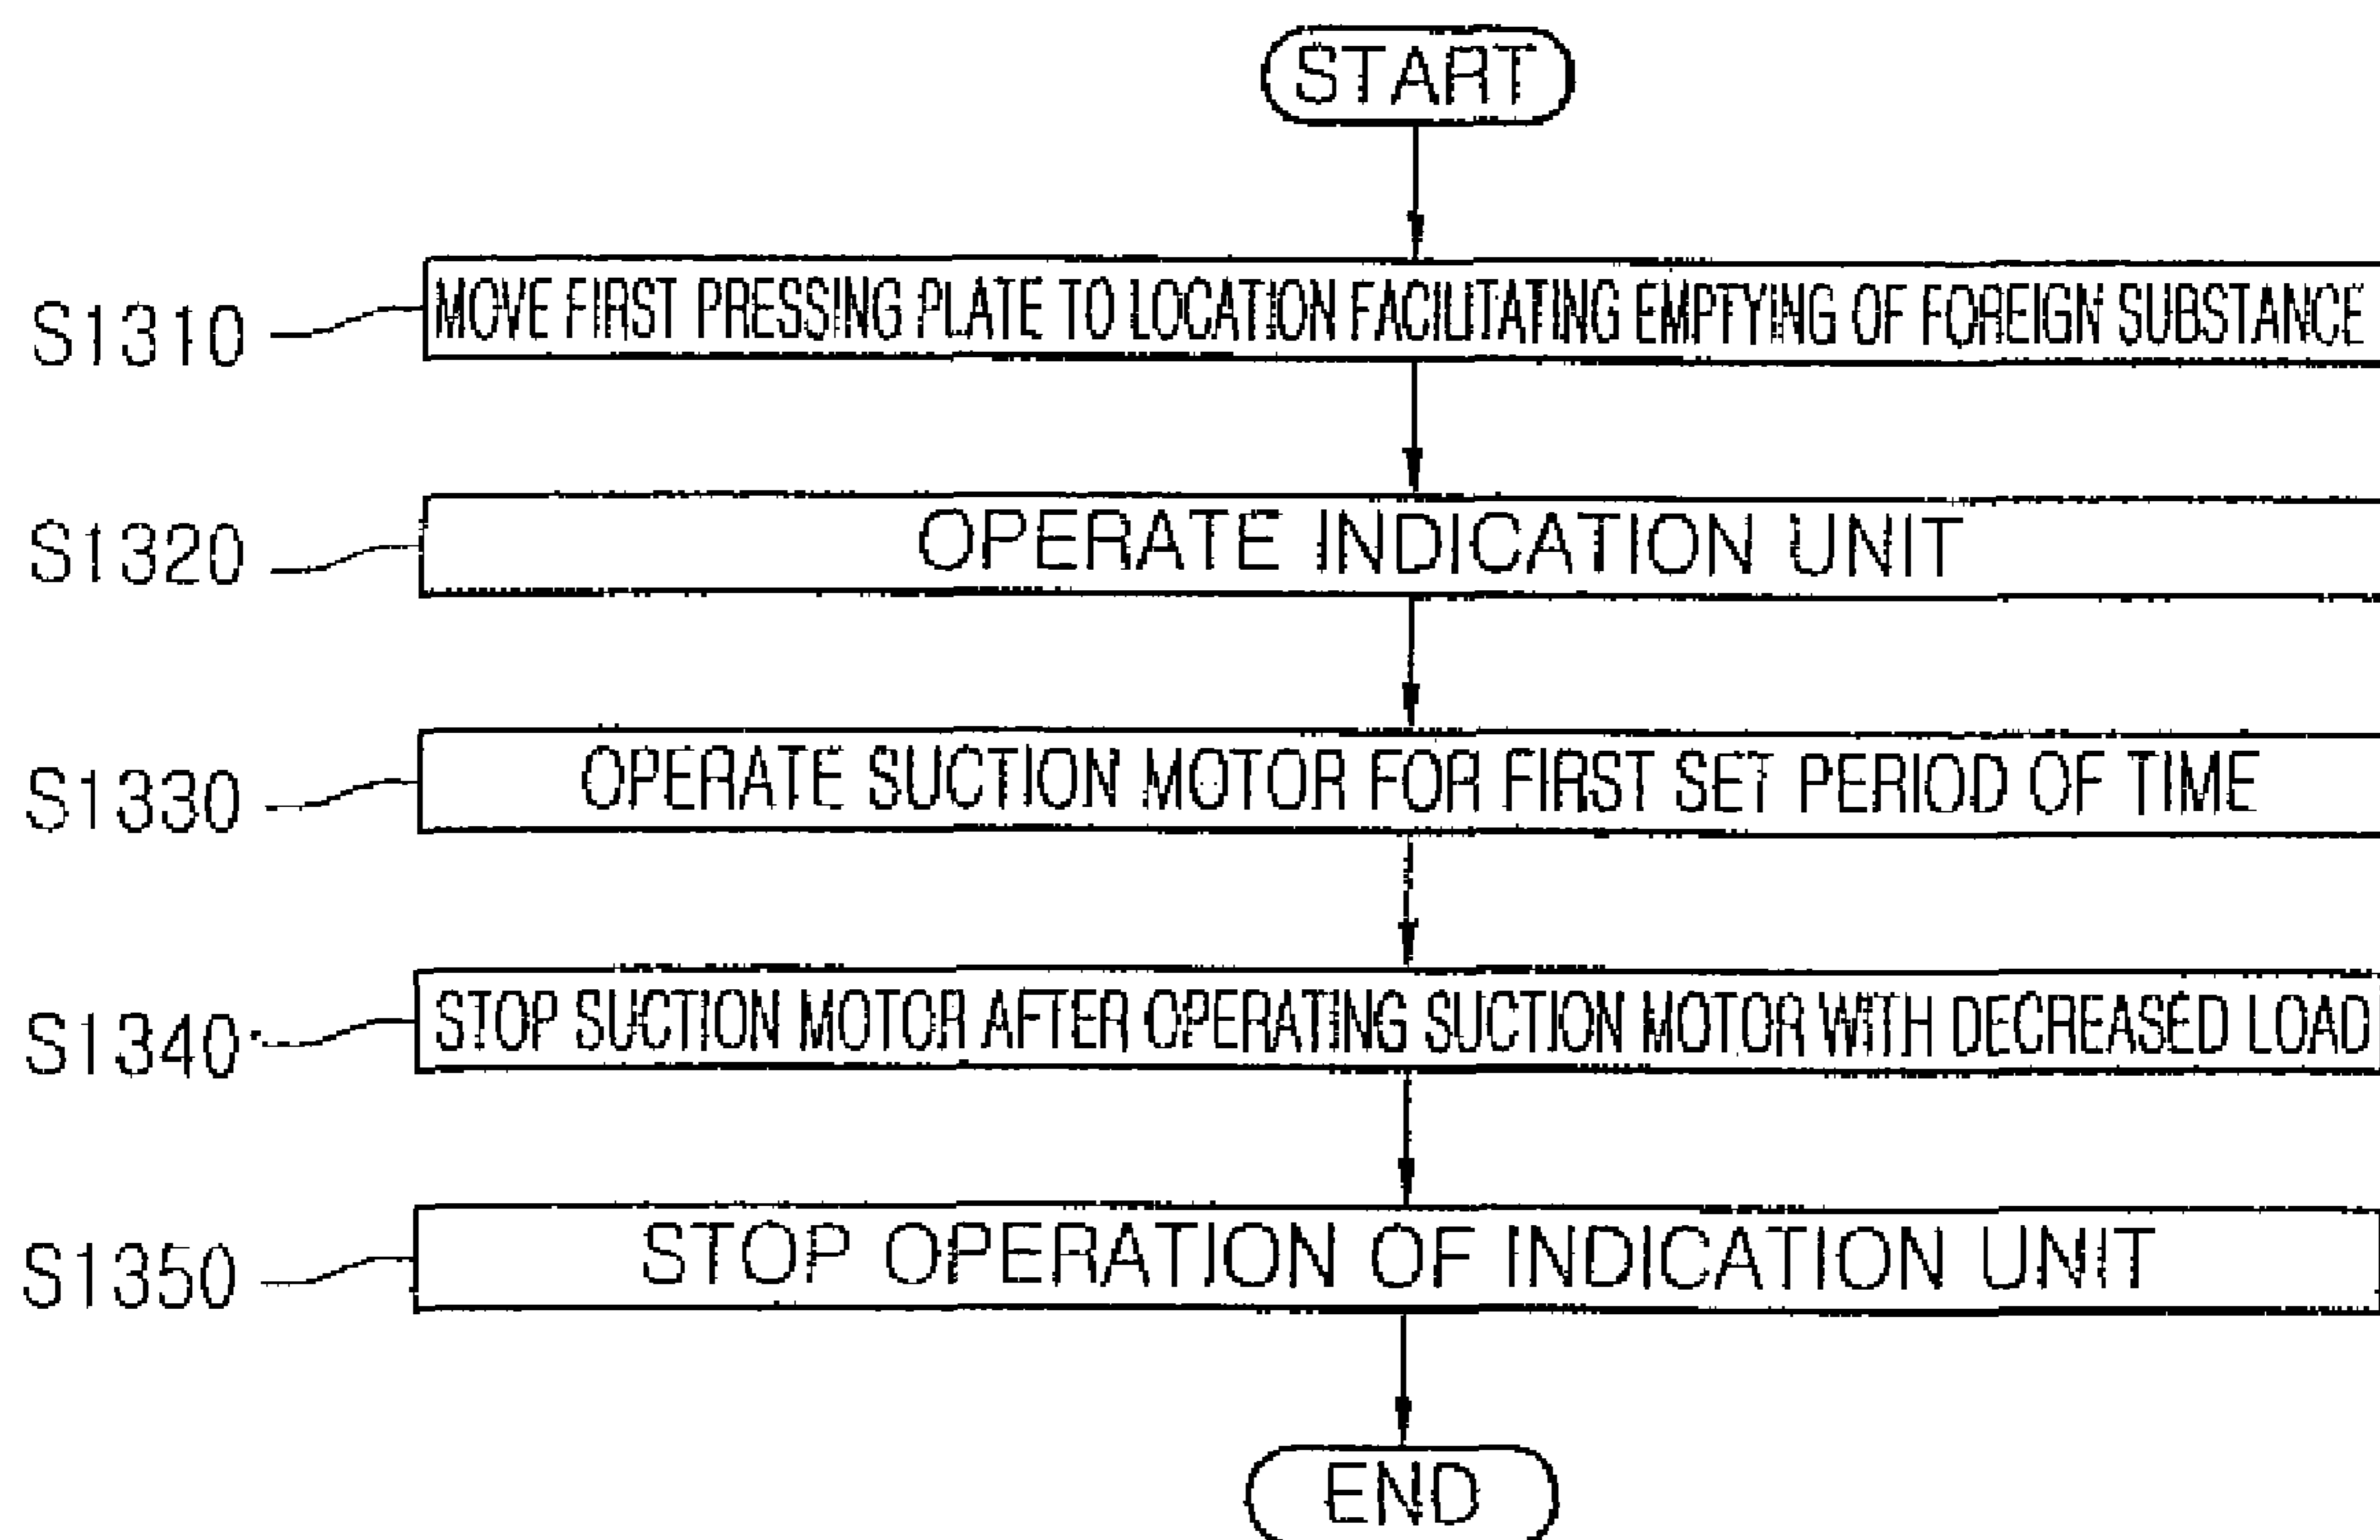 START
S1310 MOVE FIRST PRESSING PLATE TO LOCATION FACILITATING EMPTYING OF FOREIGN SUBSTANCE
S1320 OPERATE INDICATION UNIT
S1330 OPERATE SUCTION MOTOR FOR FIRST SET PERIOD OF TIME
S1340 STOP SUCTION MOTOR AFTER OPERATING SUCTION MOTOR WITH DECREASED LOAD
S1350 STOP OPERATION OF INDICATION UNIT
END